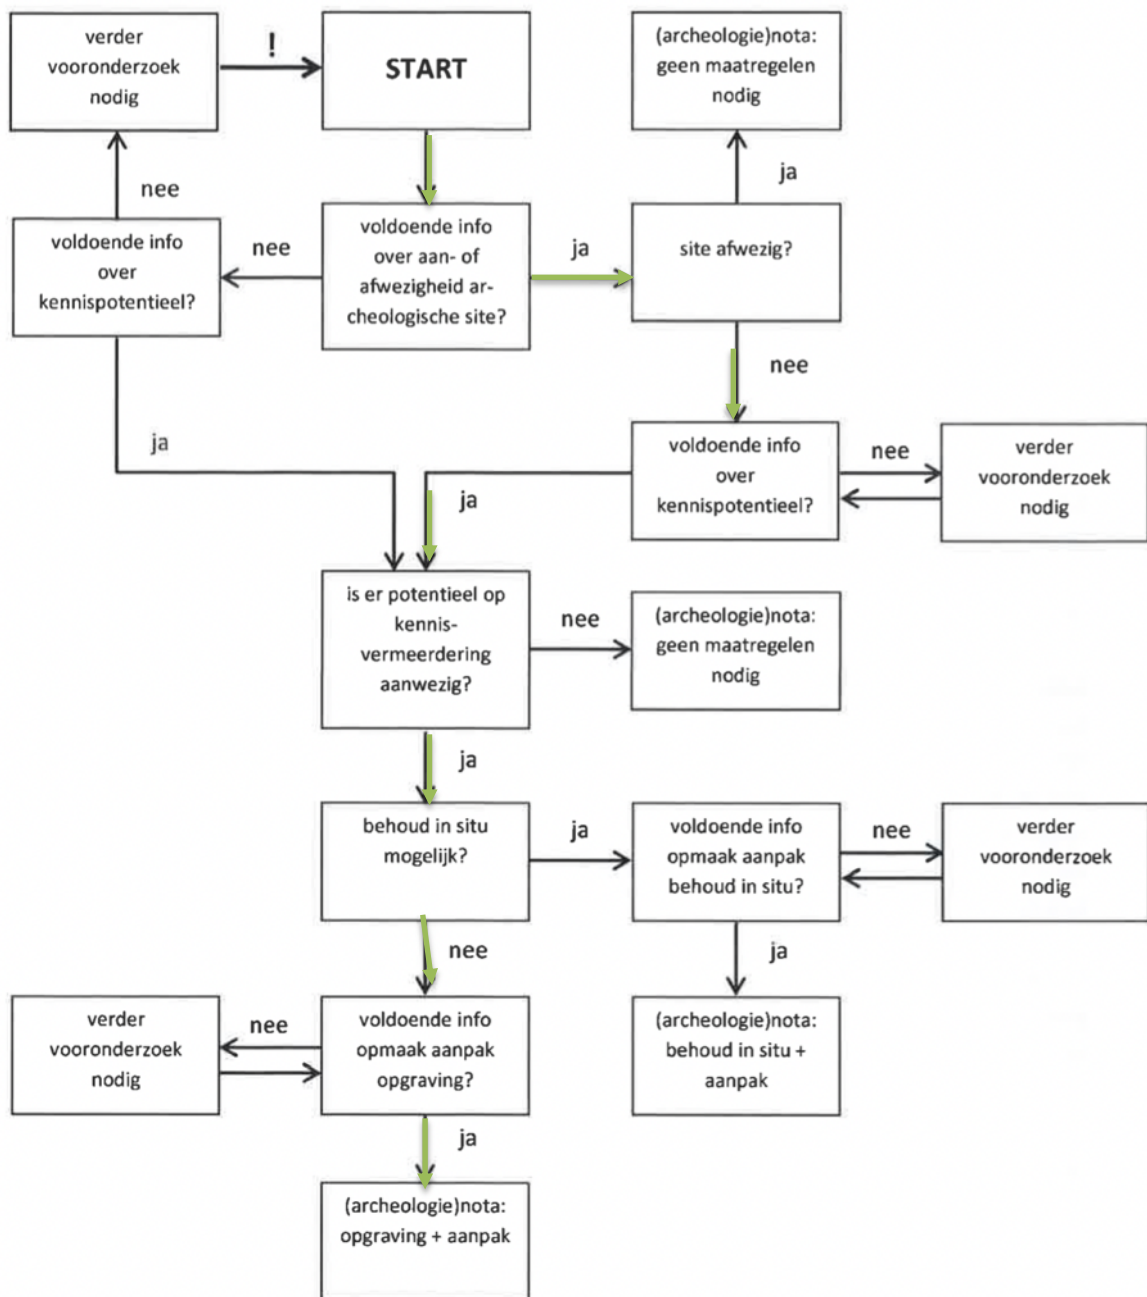 verder
vooronderzoek
nodig
!
START
(archeologie)nota:
geen maatregelen
nodig
nee
ja
voldoende info
over
kennispotentieel?
nee
voldoende info
over aan- of
afwezigheid ar-
cheologische site?
ja
site afwezig?
nee
ja
voldoende info
over
kennispotentieel?
nee
verder
vooronderzoek
nodig
ja
is er potentieel op
kennis-
vermeerdering
aanwezig?
nee
(archeologie)nota:
geen maatregelen
nodig
ja
behoud in situ
mogelijk?
ja
voldoende info
opmaak aanpak
behoud in situ?
nee
verder
vooronderzoek
nodig
nee
ja
verder
vooronderzoek
nodig
nee
voldoende info
opmaak aanpak
opgraving?
(archeologie)nota:
behoud in situ +
aanpak
ja
(archeologie)nota:
opgraving + aanpak